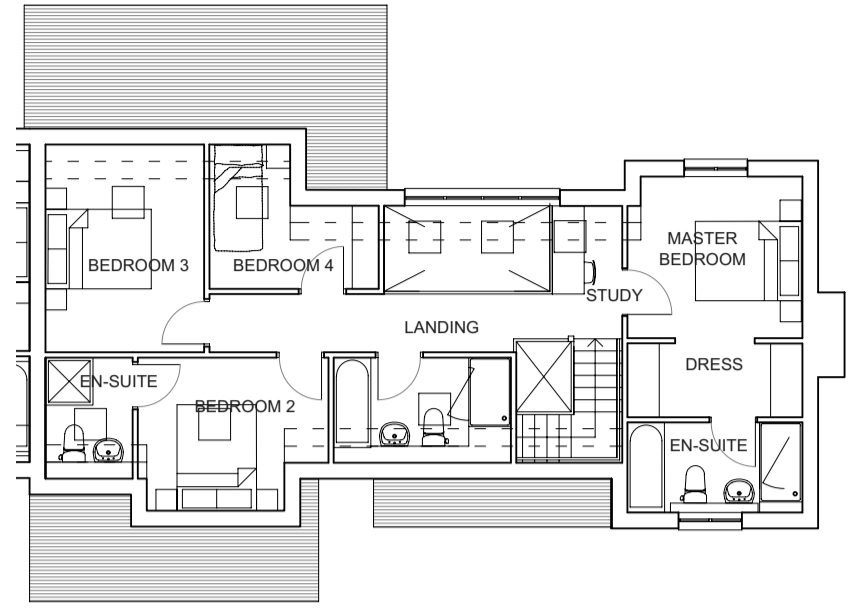 MASTER
BEDROOM
BEDROOM 3
BEDROOM 4
STUDY
LANDING
DRESS
EN-SUITE
BEDROOM 2
EN-SUITE